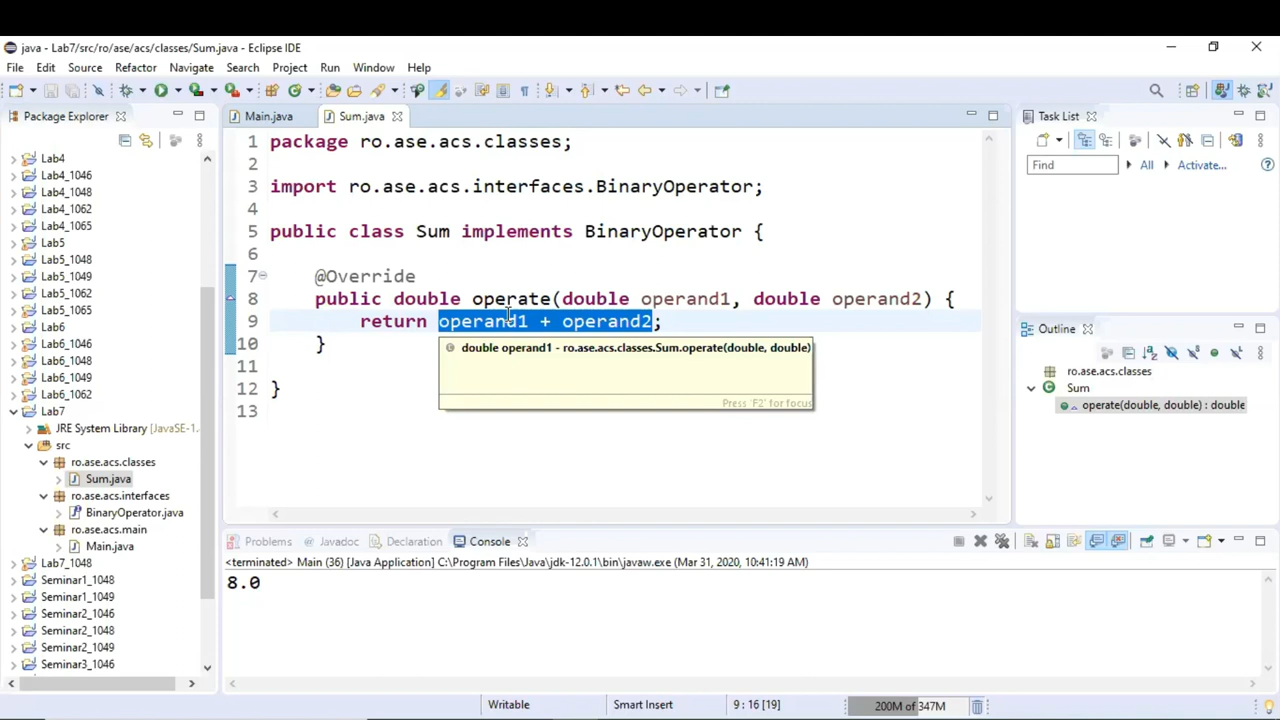 java - Lab7/src/ro/ase/acs/classes/Sum.java - Eclipse IDE
File Edit Source Refactor Navigate Search Project Run Window Help
Package Explorer
Lab4
Lab4_1046
Lab4_1048
Lab4_1062
Lab4_1065
Lab5
Lab5_1048
Lab5_1049
Lab5_1062
Lab5_1065
Lab6
Lab6_1046
Lab6_1048
Lab6_1049
Lab6_1062
Lab7
JRE System Library [JavaSE-1.
src
ro.ase.acs.classes
Sum.java
ro.ase.acs.interfaces
BinaryOperator.java
ro.ase.acs.main
Main.java
Lab7_1048
Seminar1_1048
Seminar1_1049
Seminar2_1046
Seminar2_1048
Seminar2_1049
Seminar3_1046
Main.java Sum.java
1 package ro.ase.acs.classes;
2
3 import ro.ase.acs.interfaces.BinaryOperator;
4
5 public class Sum implements BinaryOperator {
6
7 @Override
8 public double operate(double operand1, double operand2) {
9 return operand1 + operand2;
10 }
11
12 }
13
double operand1 - ro.ase.acs.classes.Sum.operate(double, double)
Press 'F2' for focus
Task List
Find All Activate...
Outline
ro.ase.acs.classes
Sum
operate(double, double) : double
Problems Javadoc Declaration Console
<terminated> Main (36) [Java Application] C:\Program Files\Java\jdk-12.0.1\bin\javaw.exe (Mar 31, 2020, 10:41:19 AM)
8.0
Writable Smart Insert 9 : 16 [19] 200M of 347M